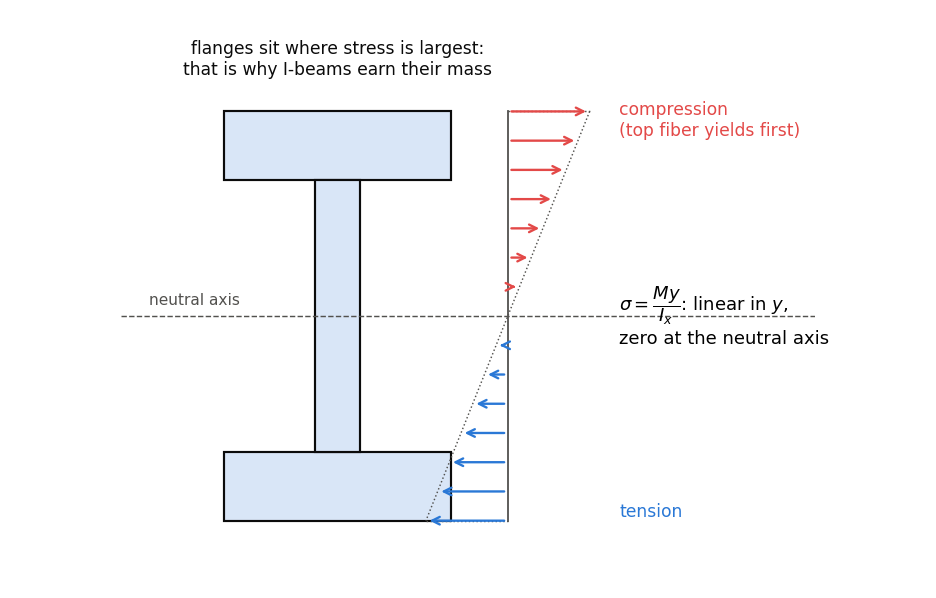 flanges sit where stress is largest:
that is why I-beams earn their mass
compression
(top fiber yields first)
neutral axis
σ = My/Iₓ: linear in y,
zero at the neutral axis
tension